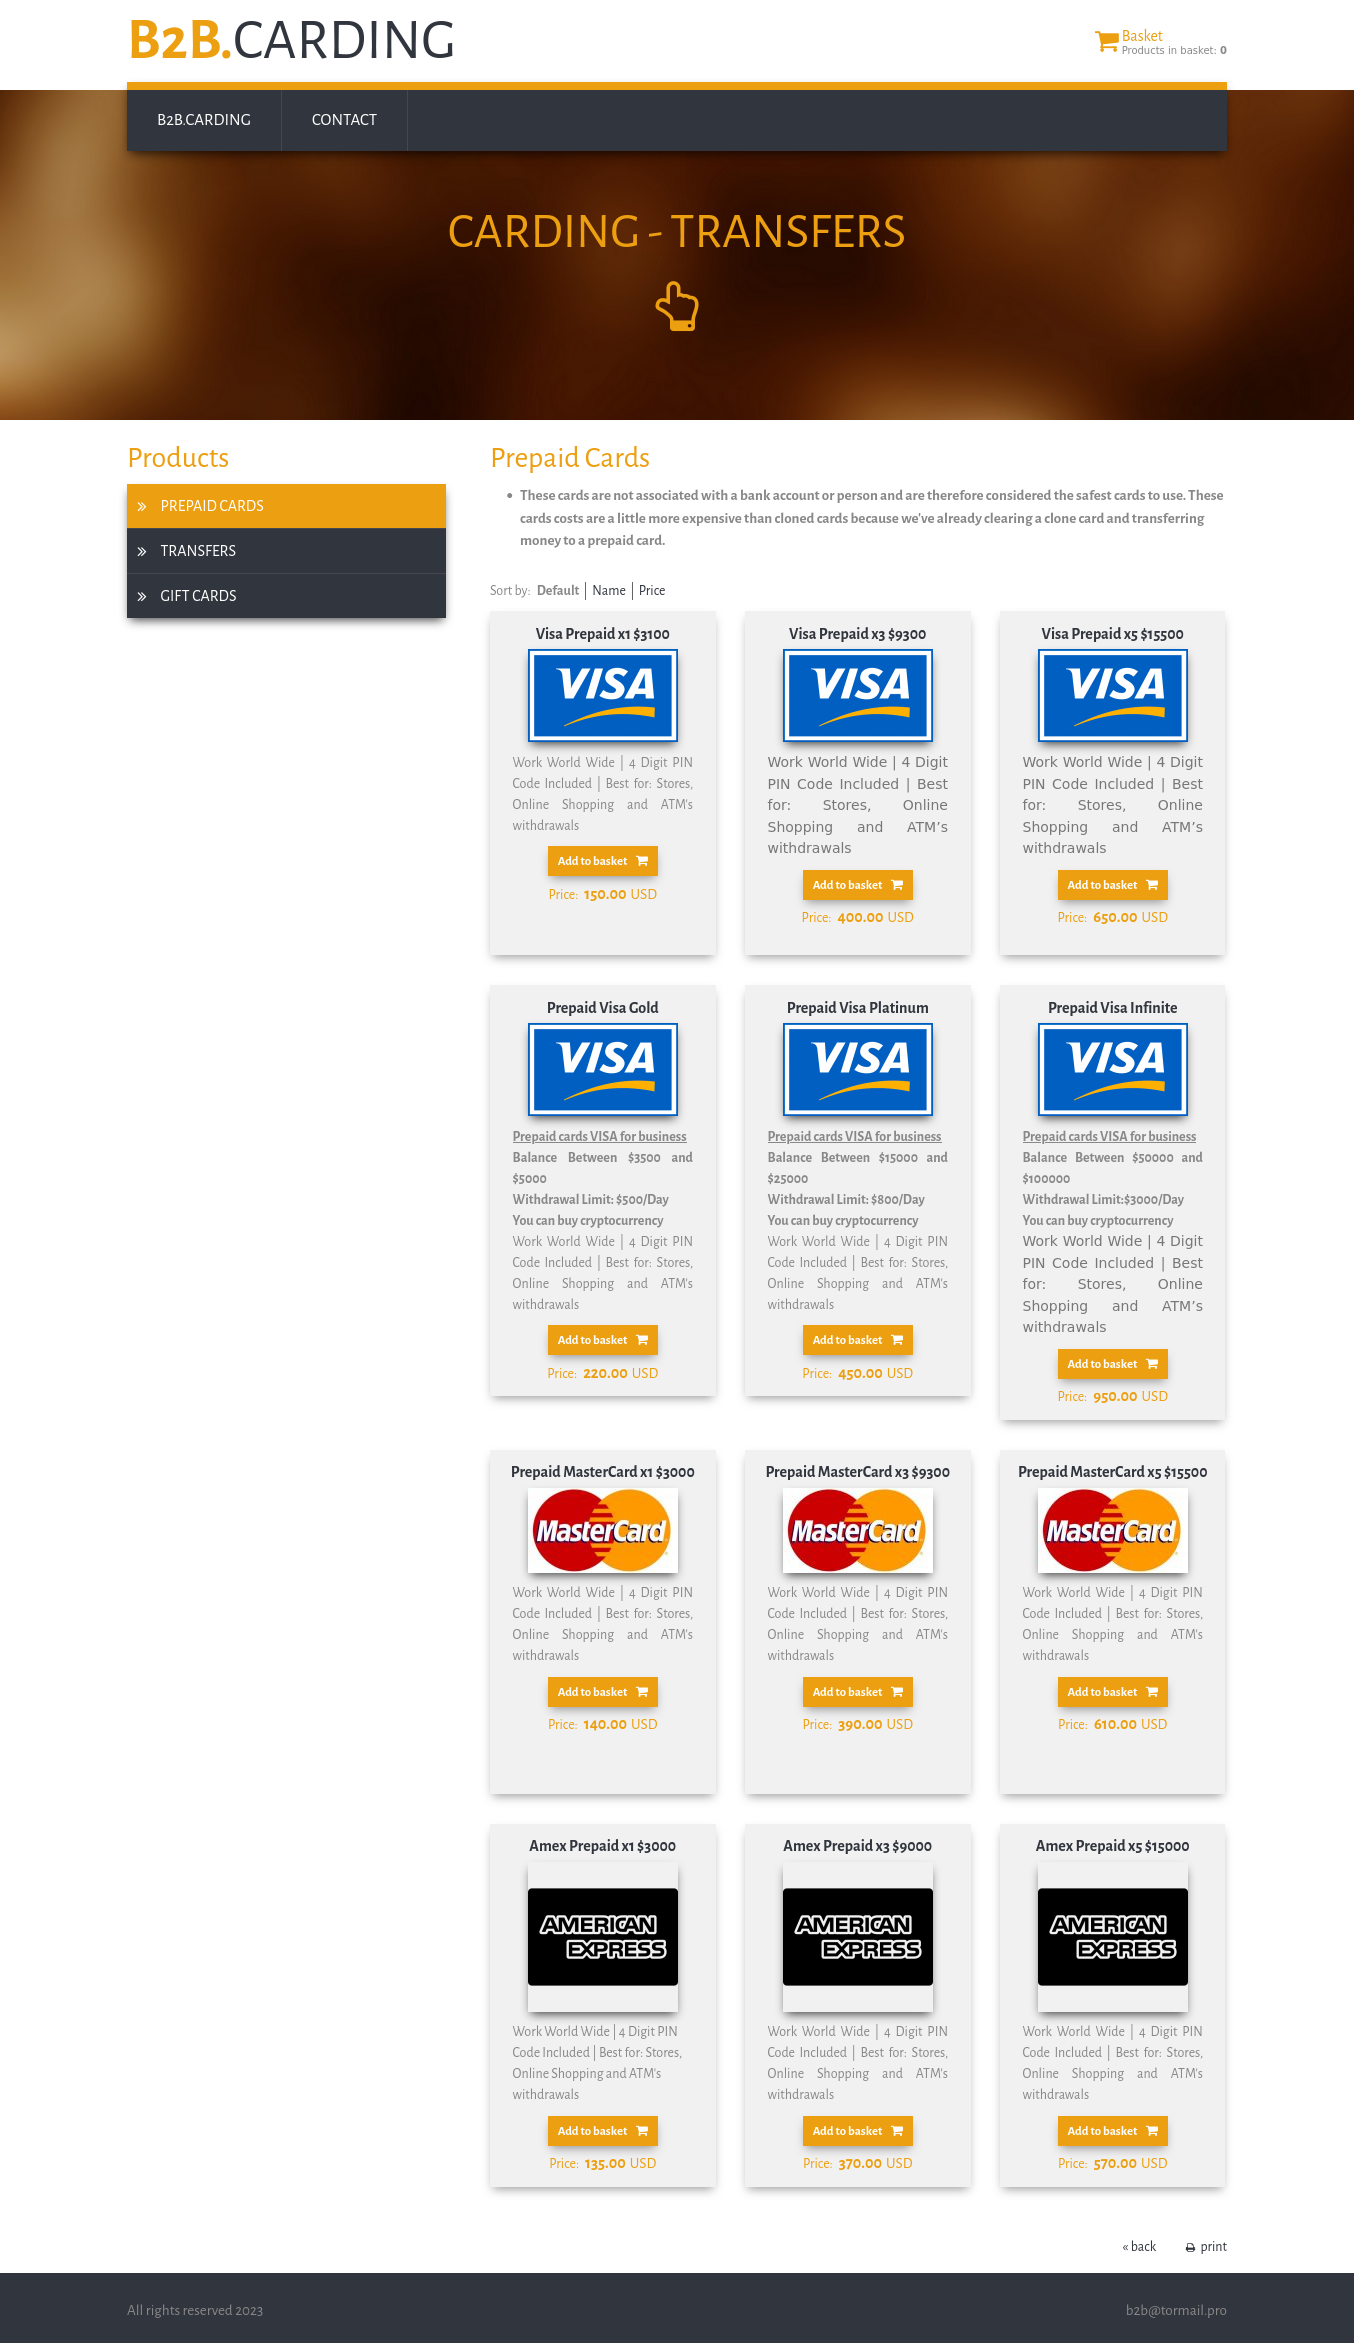 B2B.CARDING
Basket
Products in basket: 0
B2B.CARDING
CONTACT
CARDING - TRANSFERS
Products
PREPAID CARDS
TRANSFERS
GIFT CARDS
Prepaid Cards
These cards are not associated with a bank account or person and are therefore considered the safest cards to use. These
cards costs are a little more expensive than cloned cards because we've already clearing a clone card and transferring
money to a prepaid card.
Sort by: Default | Name | Price
Visa Prepaid x1 $3100
VISA
Work World Wide | 4 Digit PIN
Code Included | Best for: Stores,
Online Shopping and ATM's
withdrawals
Add to basket
Price: 150.00 USD
Visa Prepaid x3 $9300
VISA
Work World Wide | 4 Digit
PIN Code Included | Best
for: Stores, Online
Shopping and ATM’s
withdrawals
Add to basket
Price: 400.00 USD
Visa Prepaid x5 $15500
VISA
Work World Wide | 4 Digit
PIN Code Included | Best
for: Stores, Online
Shopping and ATM’s
withdrawals
Add to basket
Price: 650.00 USD
Prepaid Visa Gold
VISA
Prepaid cards VISA for business
Balance Between $3500 and
$5000
Withdrawal Limit: $500/Day
You can buy cryptocurrency
Work World Wide | 4 Digit PIN
Code Included | Best for: Stores,
Online Shopping and ATM's
withdrawals
Add to basket
Price: 220.00 USD
Prepaid Visa Platinum
VISA
Prepaid cards VISA for business
Balance Between $15000 and
$25000
Withdrawal Limit: $800/Day
You can buy cryptocurrency
Work World Wide | 4 Digit PIN
Code Included | Best for: Stores,
Online Shopping and ATM's
withdrawals
Add to basket
Price: 450.00 USD
Prepaid Visa Infinite
VISA
Prepaid cards VISA for business
Balance Between $50000 and
$100000
Withdrawal Limit:$3000/Day
You can buy cryptocurrency
Work World Wide | 4 Digit
PIN Code Included | Best
for: Stores, Online
Shopping and ATM’s
withdrawals
Add to basket
Price: 950.00 USD
Prepaid MasterCard x1 $3000
MasterCard
Work World Wide | 4 Digit PIN
Code Included | Best for: Stores,
Online Shopping and ATM's
withdrawals
Add to basket
Price: 140.00 USD
Prepaid MasterCard x3 $9300
MasterCard
Work World Wide | 4 Digit PIN
Code Included | Best for: Stores,
Online Shopping and ATM's
withdrawals
Add to basket
Price: 390.00 USD
Prepaid MasterCard x5 $15500
MasterCard
Work World Wide | 4 Digit PIN
Code Included | Best for: Stores,
Online Shopping and ATM's
withdrawals
Add to basket
Price: 610.00 USD
Amex Prepaid x1 $3000
AMERICAN
EXPRESS
Work World Wide | 4 Digit PIN
Code Included | Best for: Stores,
Online Shopping and ATM's
withdrawals
Add to basket
Price: 135.00 USD
Amex Prepaid x3 $9000
AMERICAN
EXPRESS
Work World Wide | 4 Digit PIN
Code Included | Best for: Stores,
Online Shopping and ATM's
withdrawals
Add to basket
Price: 370.00 USD
Amex Prepaid x5 $15000
AMERICAN
EXPRESS
Work World Wide | 4 Digit PIN
Code Included | Best for: Stores,
Online Shopping and ATM's
withdrawals
Add to basket
Price: 570.00 USD
« back
print
All rights reserved 2023
b2b@tormail.pro